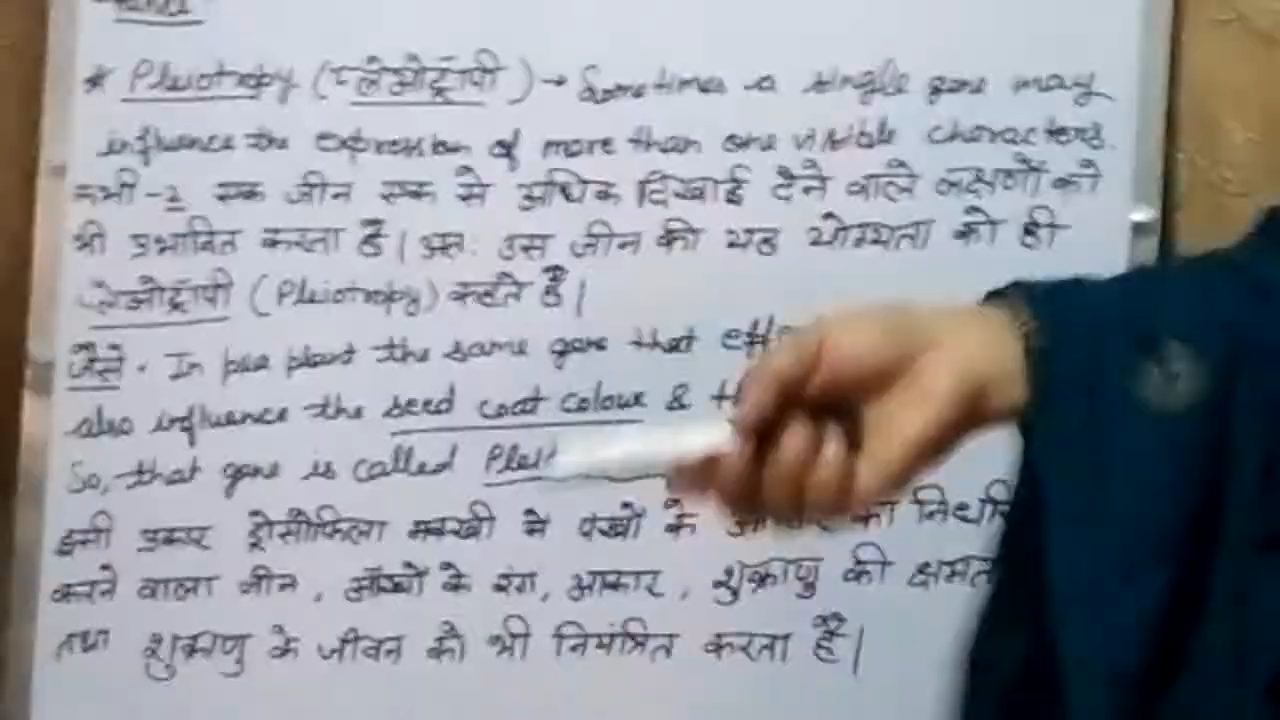 * Pleiotropy (प्लेओट्रॉपी) → Sometimes a single gene may
influence the expression of more than one visible characters.
कभी-2 एक जीन एक से अधिक दिखाई देने वाले लक्षणों को
भी प्रभावित करता है। अतः उस जीन की यह योग्यता को ही
प्लेओट्रॉपी (Pleiotropy) कहते हैं।
जैसे - In pea plant the same gene that
also influence the seed coat colour &
So, that gene is called
इसी प्रकार ड्रोसोफिला मक्खी में पंखों के का
करने वाला जीन, आँखों के रंग, आकार, शुक्राणु की
तथा शुक्राणु के जीवन को भी नियंत्रित करता है।